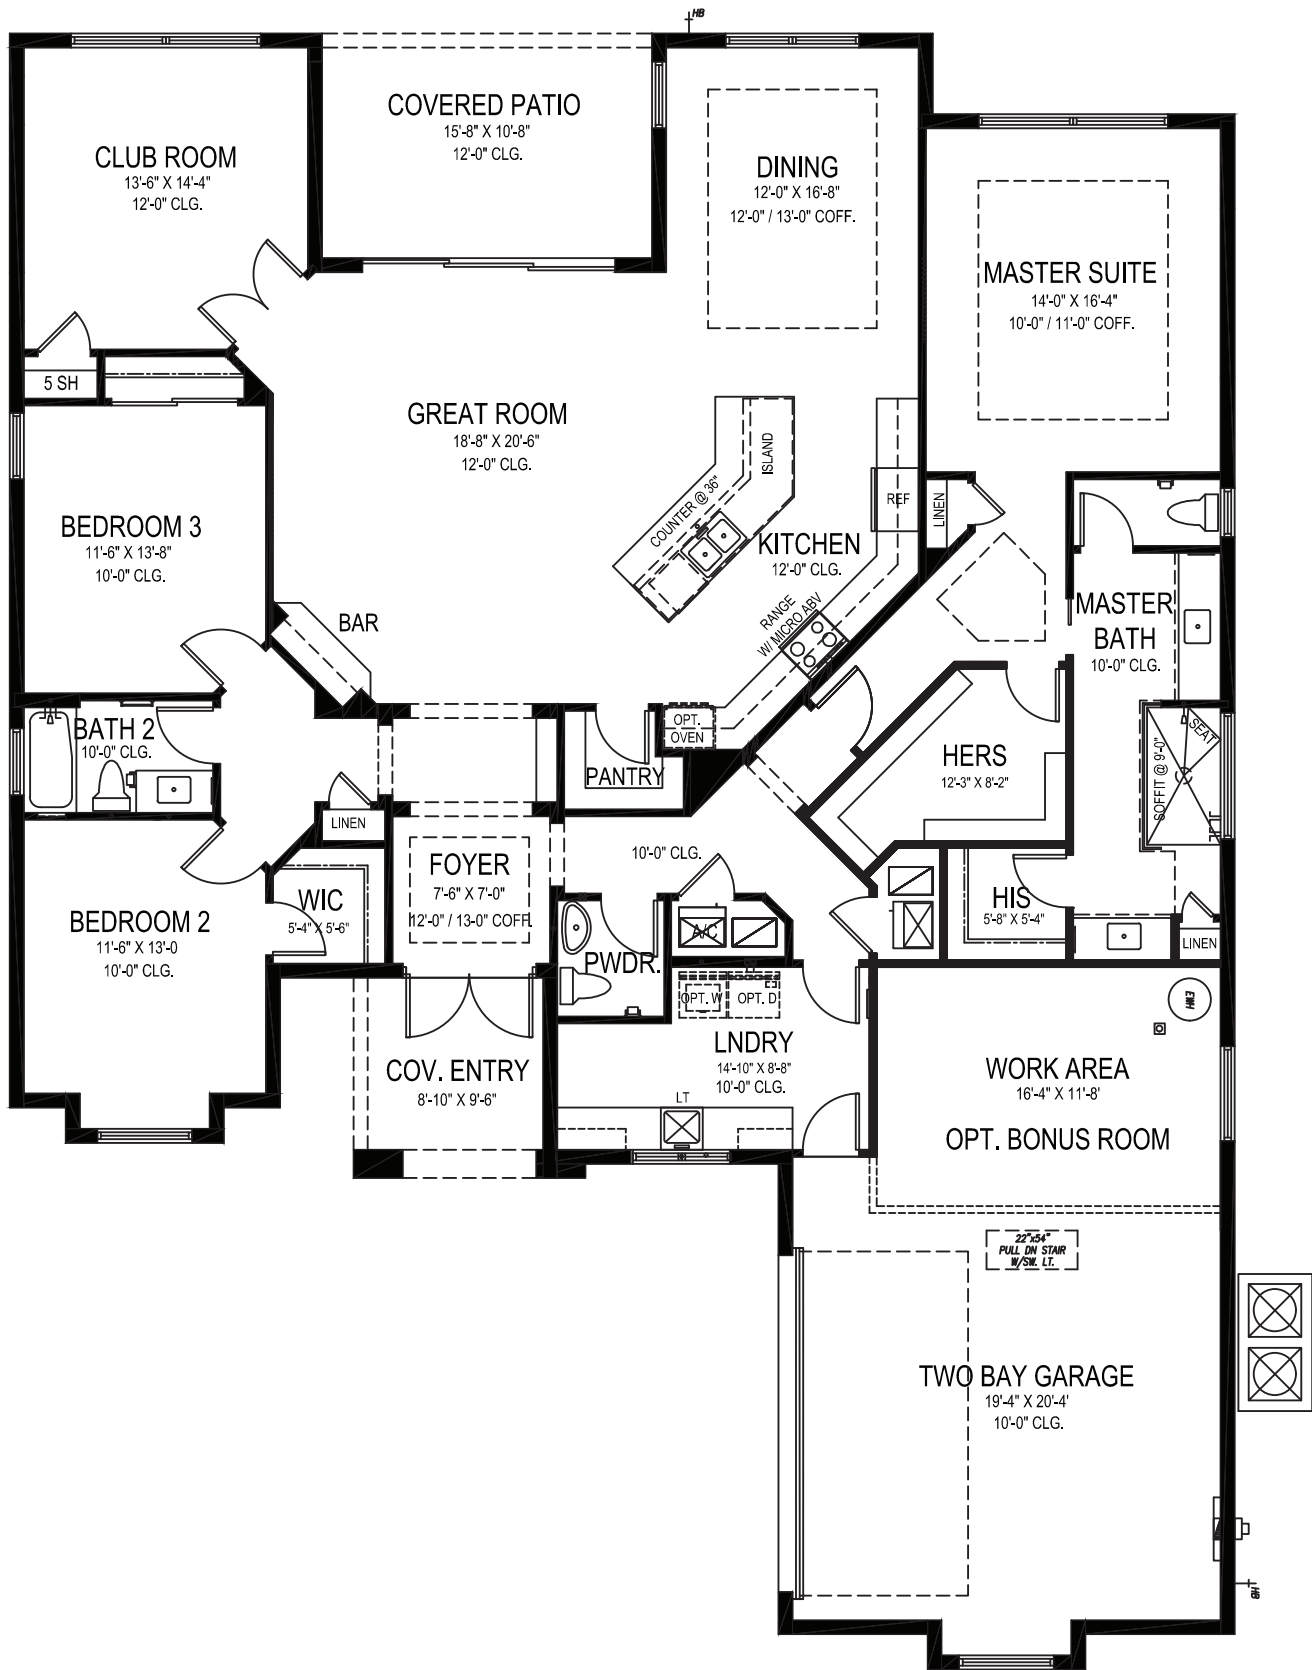 HB
COVERED PATIO
15'-8" X 10'-8"
12'-0" CLG.
CLUB ROOM
13'-6" X 14'-4"
12'-0" CLG.
DINING
12'-0" X 16'-8"
12'-0" / 13'-0" COFF.
MASTER SUITE
14'-0" X 16'-4"
10'-0" / 11'-0" COFF.
5 SH
GREAT ROOM
18'-8" X 20'-6"
12'-0" CLG.
ISLAND
COUNTER @ 36"
REF
LINEN
BEDROOM 3
11'-6" X 13'-8"
10'-0" CLG.
KITCHEN
12'-0" CLG.
RANGE
W/ MICRO ABV
BAR
MASTER
BATH
10'-0" CLG.
BATH 2
10'-0" CLG.
OPT.
OVEN
PANTRY
HERS
12'-3" X 8'-2"
SEAT
SOFFIT @ 9'-0"
LINEN
10'-0" CLG.
FOYER
7'-6" X 7'-0"
12'-0" / 13-0" COFF.
WIC
5'-4" X 5'-6"
HIS
5'-8" X 5'-4"
BEDROOM 2
11'-6" X 13'-0
10'-0" CLG.
A/C
PWDR.
LINEN
OPT. W
OPT. D
EWH
LNDRY
14'-10" X 8'-8"
10'-0" CLG.
LT
COV. ENTRY
8'-10" X 9'-6"
WORK AREA
16'-4" X 11'-8'
OPT. BONUS ROOM
22"x54"
PULL DN STAIR
W/SW. LT.
TWO BAY GARAGE
19'-4" X 20'-4'
10'-0" CLG.
HB